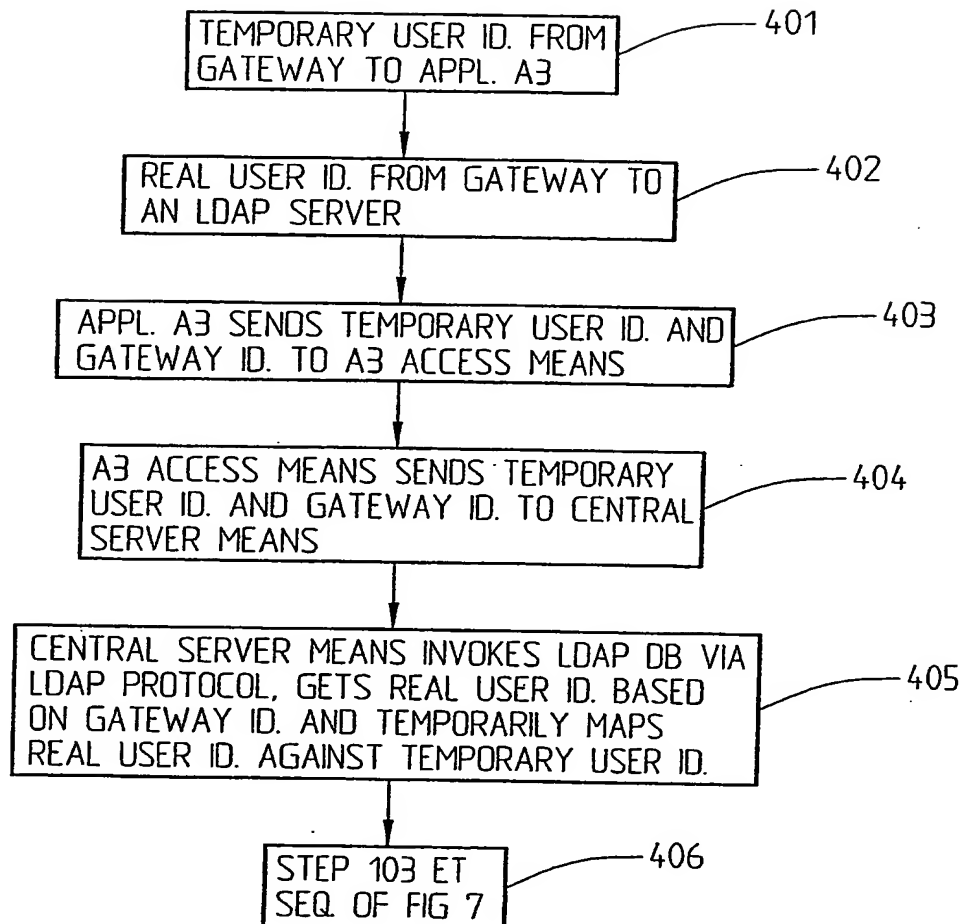 TEMPORARY USER ID. FROM
GATEWAY TO APPL. A3
401
REAL USER ID. FROM GATEWAY TO
AN LDAP SERVER
402
APPL. A3 SENDS TEMPORARY USER ID. AND
GATEWAY ID. TO A3 ACCESS MEANS
403
A3 ACCESS MEANS SENDS TEMPORARY
USER ID. AND GATEWAY ID. TO CENTRAL
SERVER MEANS
404
CENTRAL SERVER MEANS INVOKES LDAP DB VIA
LDAP PROTOCOL, GETS REAL USER ID. BASED
ON GATEWAY ID. AND TEMPORARILY MAPS
REAL USER ID. AGAINST TEMPORARY USER ID.
405
STEP 103 ET
SEQ. OF FIG 7
406